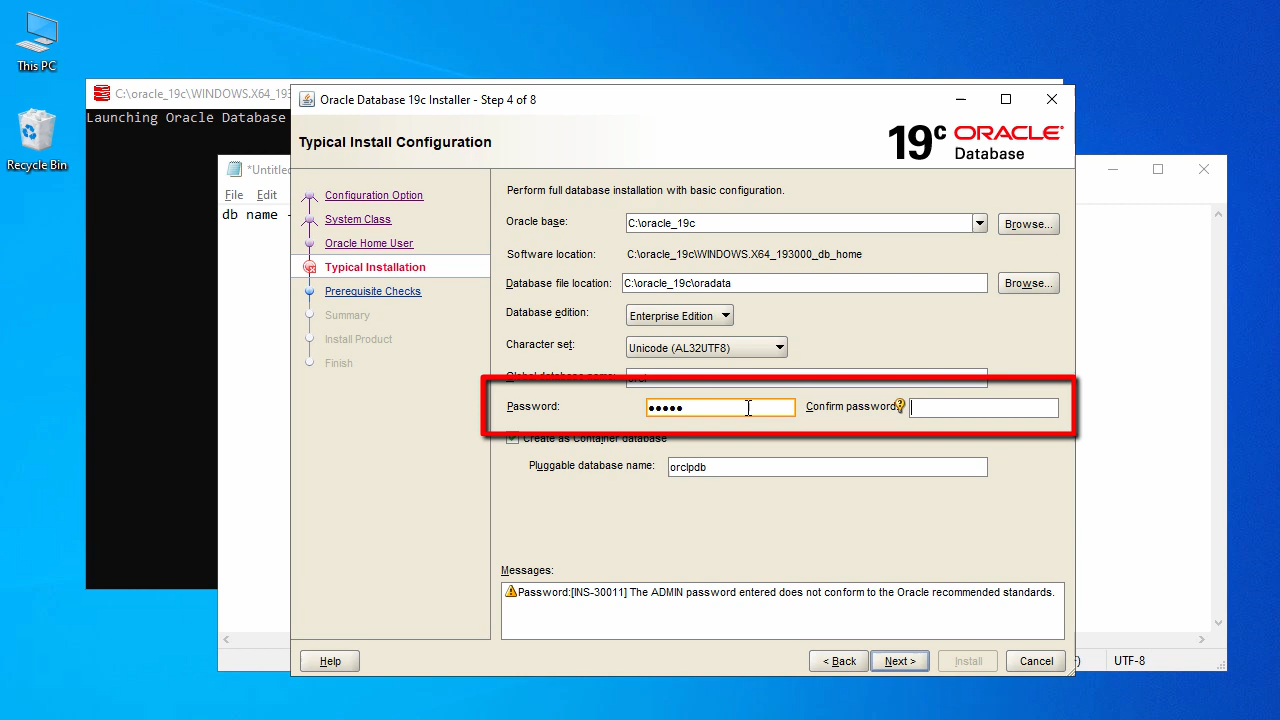 This PC
Recycle Bin
C:\oracle_19c\WINDOWS.X64_193
Launching Oracle Database
*Untitle
File Edit
db name -
Oracle Database 19c Installer - Step 4 of 8
Typical Install Configuration
19c ORACLE
Database
Configuration Option
System Class
Oracle Home User
Typical Installation
Prerequisite Checks
Summary
Install Product
Finish
Perform full database installation with basic configuration.
Oracle base: C:\oracle_19c Browse...
Software location: C:\oracle_19c\WINDOWS.X64_193000_db_home
Database file location: C:\oracle_19c\oradata Browse...
Database edition: Enterprise Edition
Character set: Unicode (AL32UTF8)
Global database name: orcl
Password: ●●●●● Confirm password:
Create as Container database
Pluggable database name: orclpdb
Messages:
Password:[INS-30011] The ADMIN password entered does not conform to the Oracle recommended standards.
Help < Back Next > Install Cancel
) UTF-8